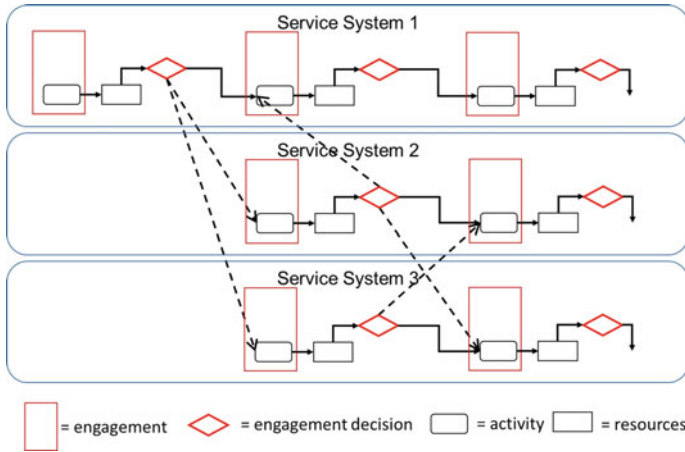 Service System 1
Service System 2
Service System 3
= engagement = engagement decision = activity = resources